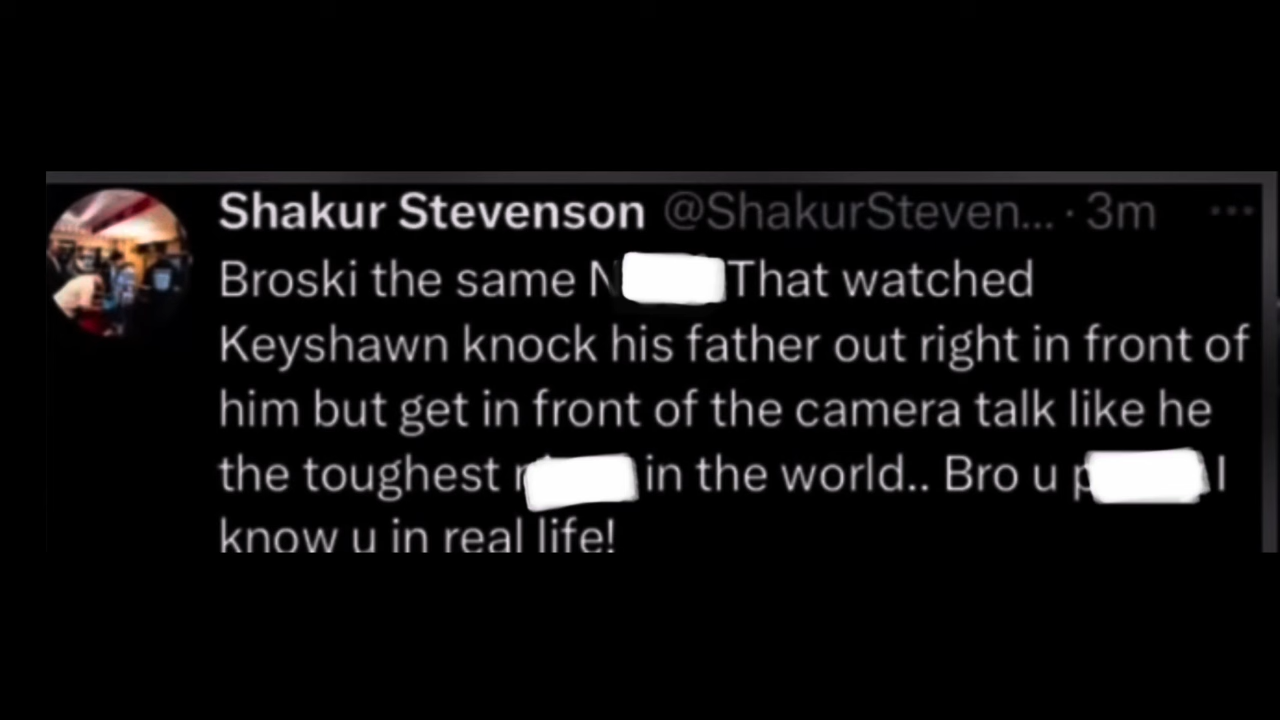 Shakur Stevenson @ShakurSteven... · 3m ...
Broski the same N That watched
Keyshawn knock his father out right in front of
him but get in front of the camera talk like he
the toughest in the world.. Bro u p I
know u in real life!